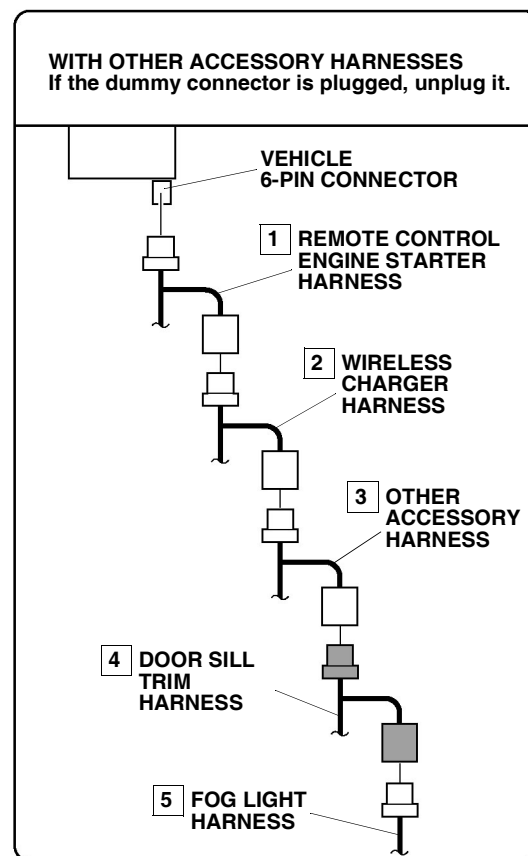 WITH OTHER ACCESSORY HARNESSES
If the dummy connector is plugged, unplug it.
VEHICLE
6-PIN CONNECTOR
1 REMOTE CONTROL
ENGINE STARTER
HARNESS
2 WIRELESS
CHARGER
HARNESS
3 OTHER
ACCESSORY
HARNESS
4 DOOR SILL
TRIM
HARNESS
5 FOG LIGHT
HARNESS